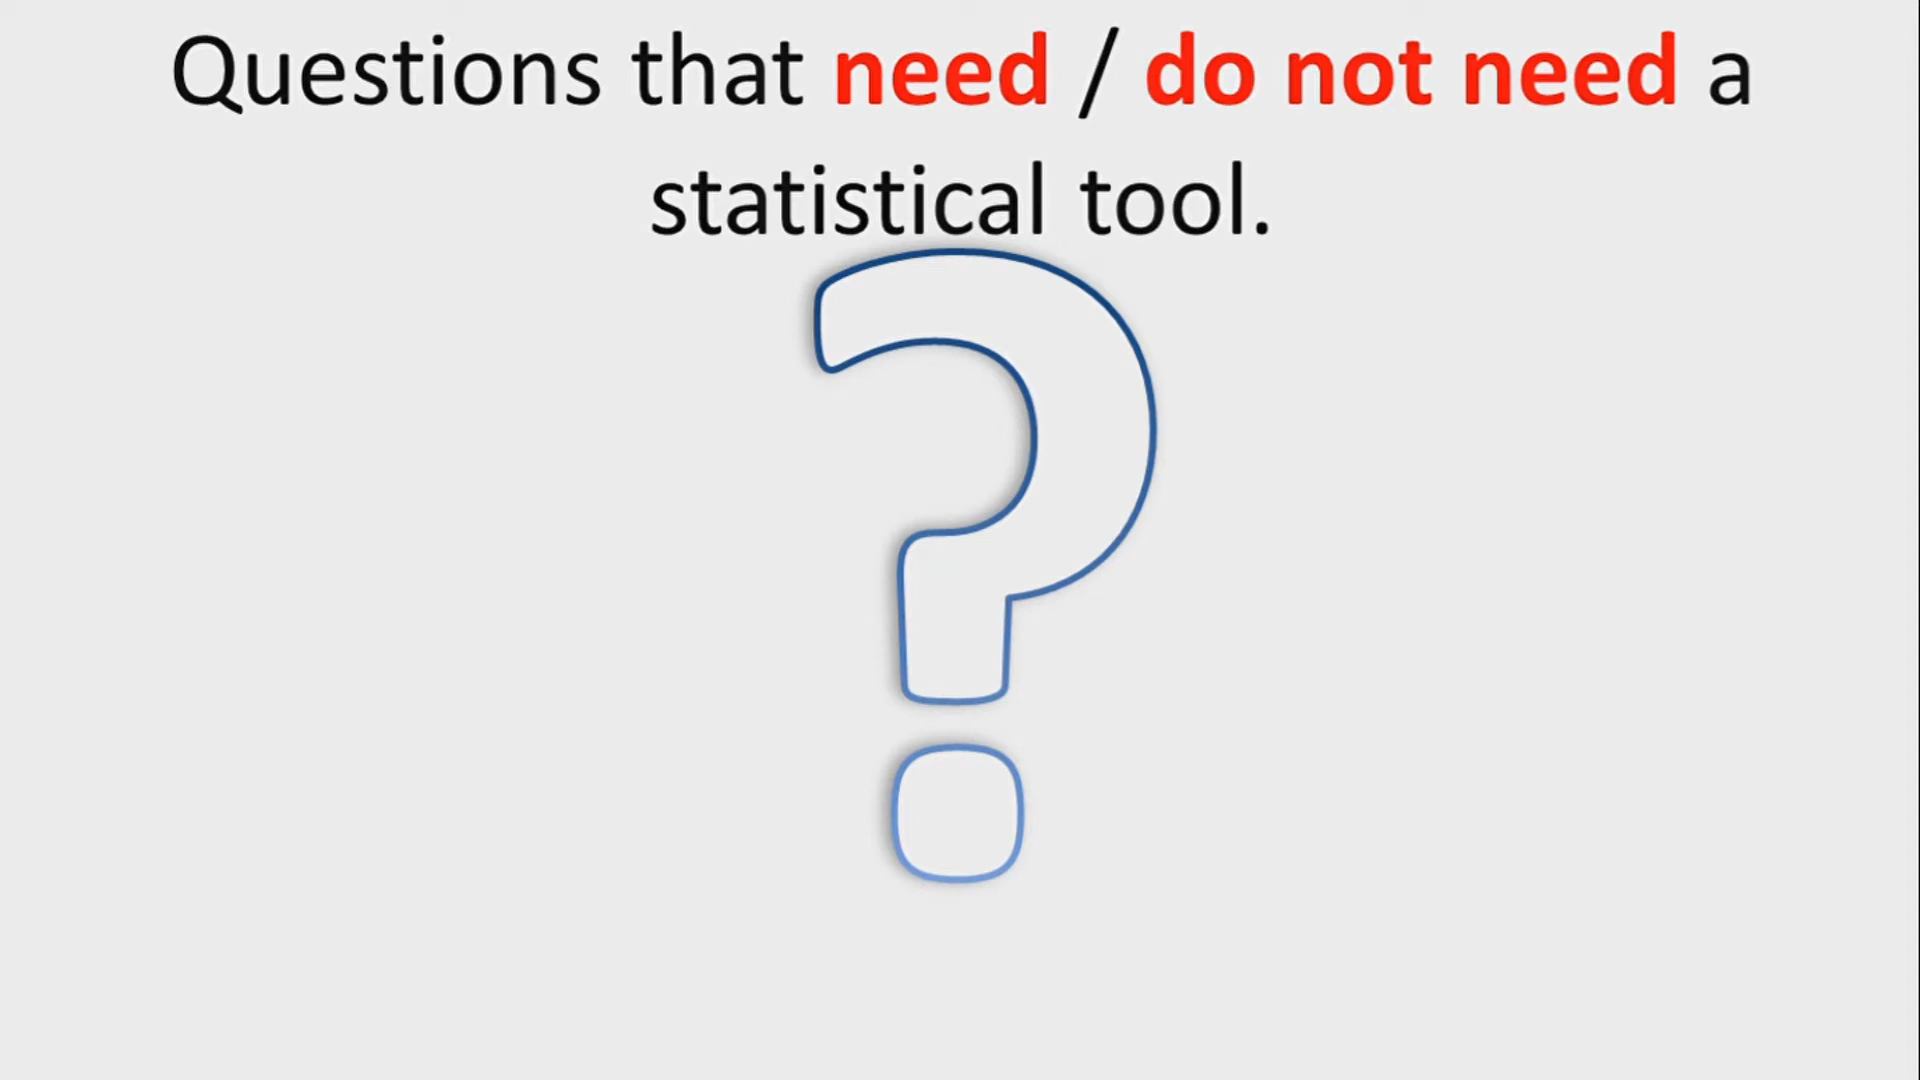 Questions that need / do not need a
statistical tool.
?